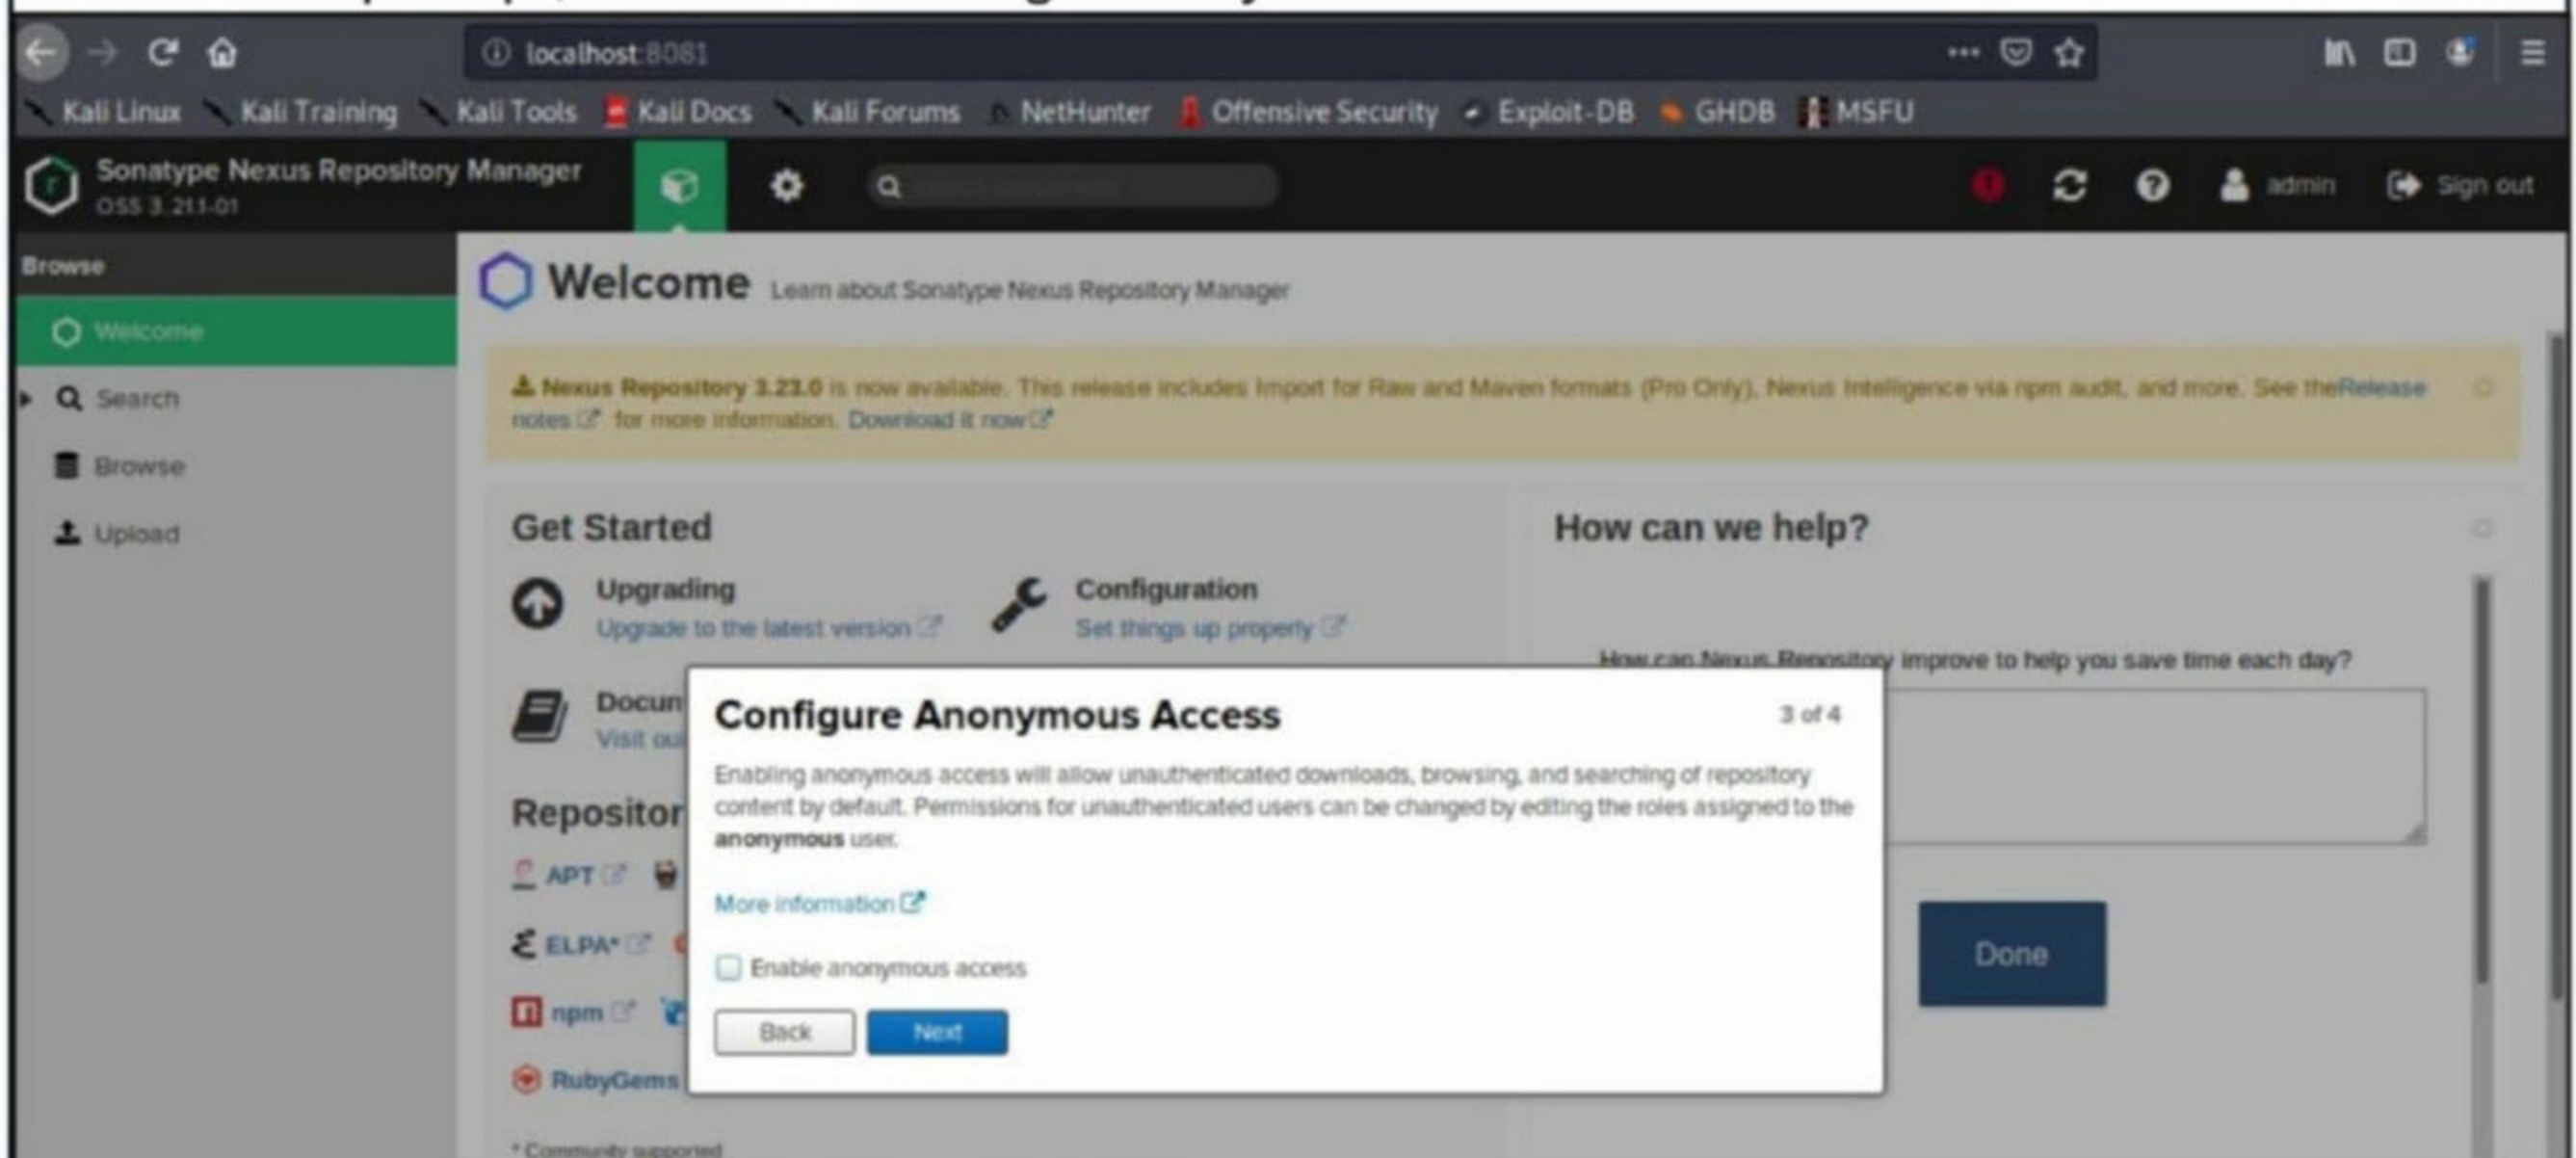 localhost:8081
Kali Linux Kali Training Kali Tools Kali Docs Kali Forums NetHunter Offensive Security Exploit-DB GHDB MSFU
Sonatype Nexus Repository Manager
OSS 3.21.1-01
admin Sign out
Browse
Welcome
Search
Browse
Upload
Welcome Learn about Sonatype Nexus Repository Manager
Nexus Repository 3.23.0 is now available. This release includes Import for Raw and Maven formats (Pro Only), Nexus Intelligence via npm audit, and more. See theRelease
notes for more information. Download it now
Get Started
Upgrading
Upgrade to the latest version
Configuration
Set things up properly
Docum
Visit ou
Repositor
APT
ELPA*
npm
RubyGems
* Community supported
How can we help?
How can Nexus Repository improve to help you save time each day?
Done
Configure Anonymous Access
3 of 4
Enabling anonymous access will allow unauthenticated downloads, browsing, and searching of repository
content by default. Permissions for unauthenticated users can be changed by editing the roles assigned to the
anonymous user.
More information
Enable anonymous access
Back Next